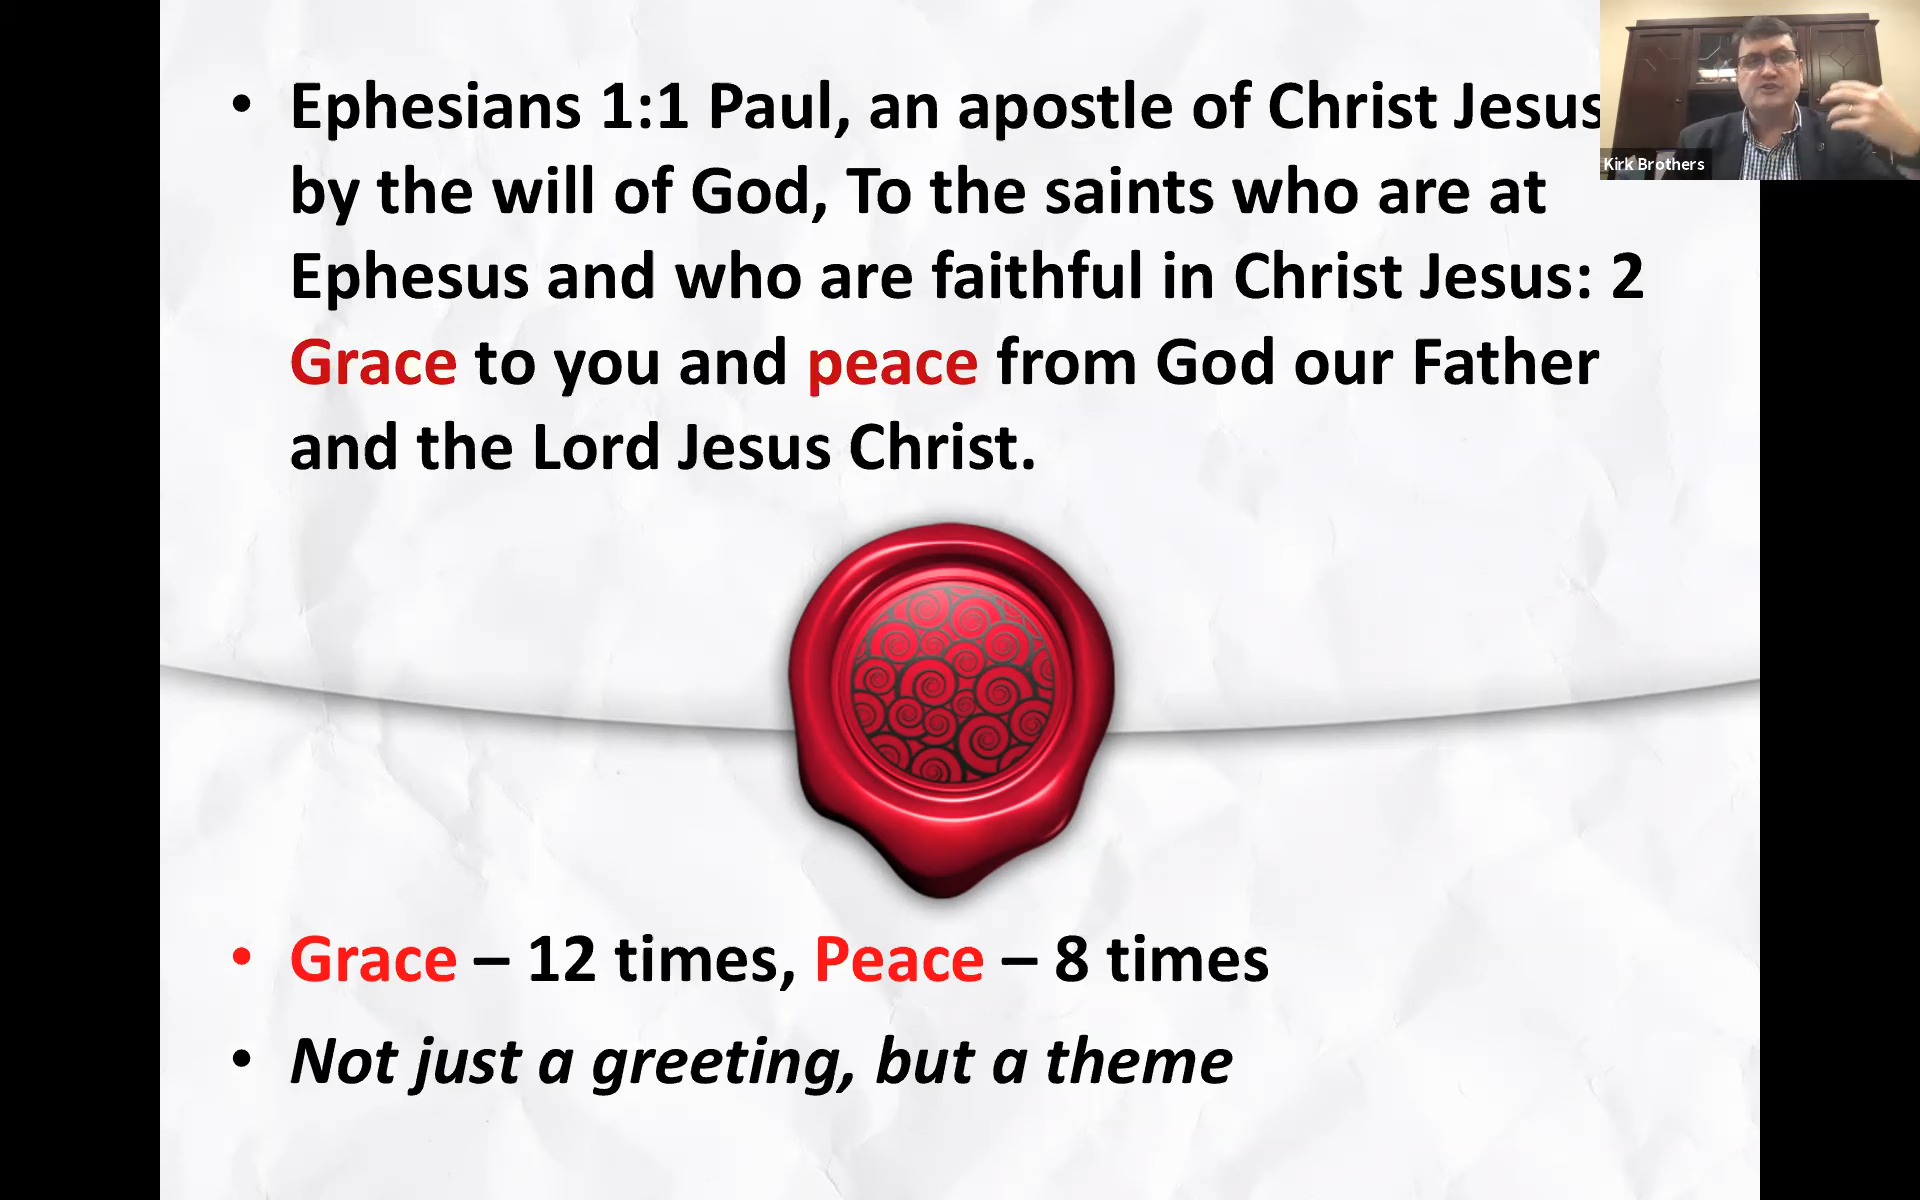 • Ephesians 1:1 Paul, an apostle of Christ Jesus
by the will of God, To the saints who are at
Ephesus and who are faithful in Christ Jesus: 2
Grace to you and peace from God our Father
and the Lord Jesus Christ.
Kirk Brothers
• Grace – 12 times, Peace – 8 times
• Not just a greeting, but a theme